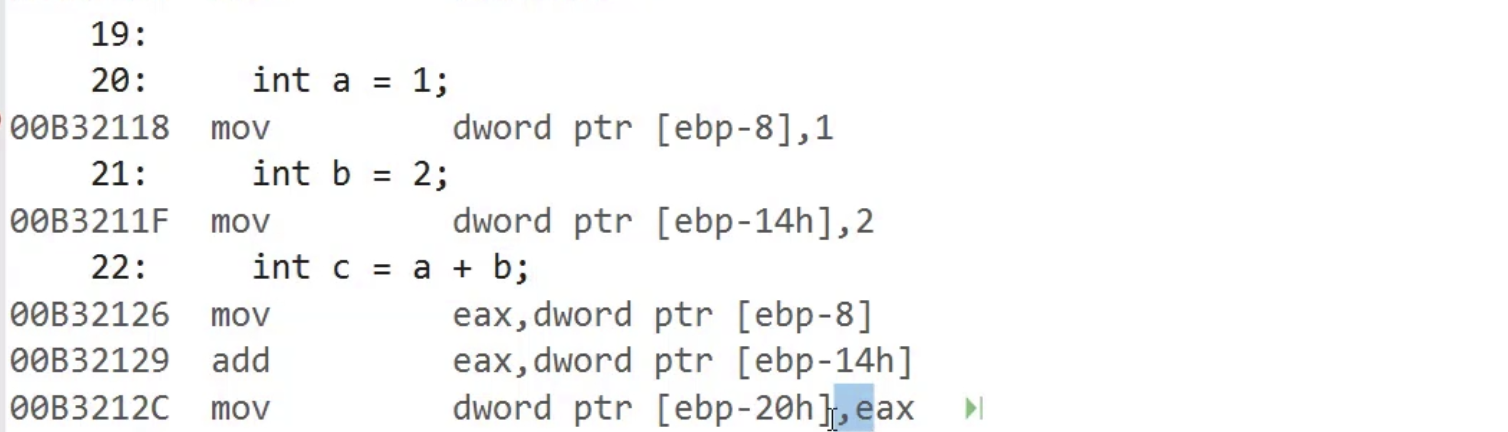 19:
20: int a = 1;
00B32118 mov dword ptr [ebp-8],1
21: int b = 2;
00B3211F mov dword ptr [ebp-14h],2
22: int c = a + b;
00B32126 mov eax,dword ptr [ebp-8]
00B32129 add eax,dword ptr [ebp-14h]
00B3212C mov dword ptr [ebp-20h],eax